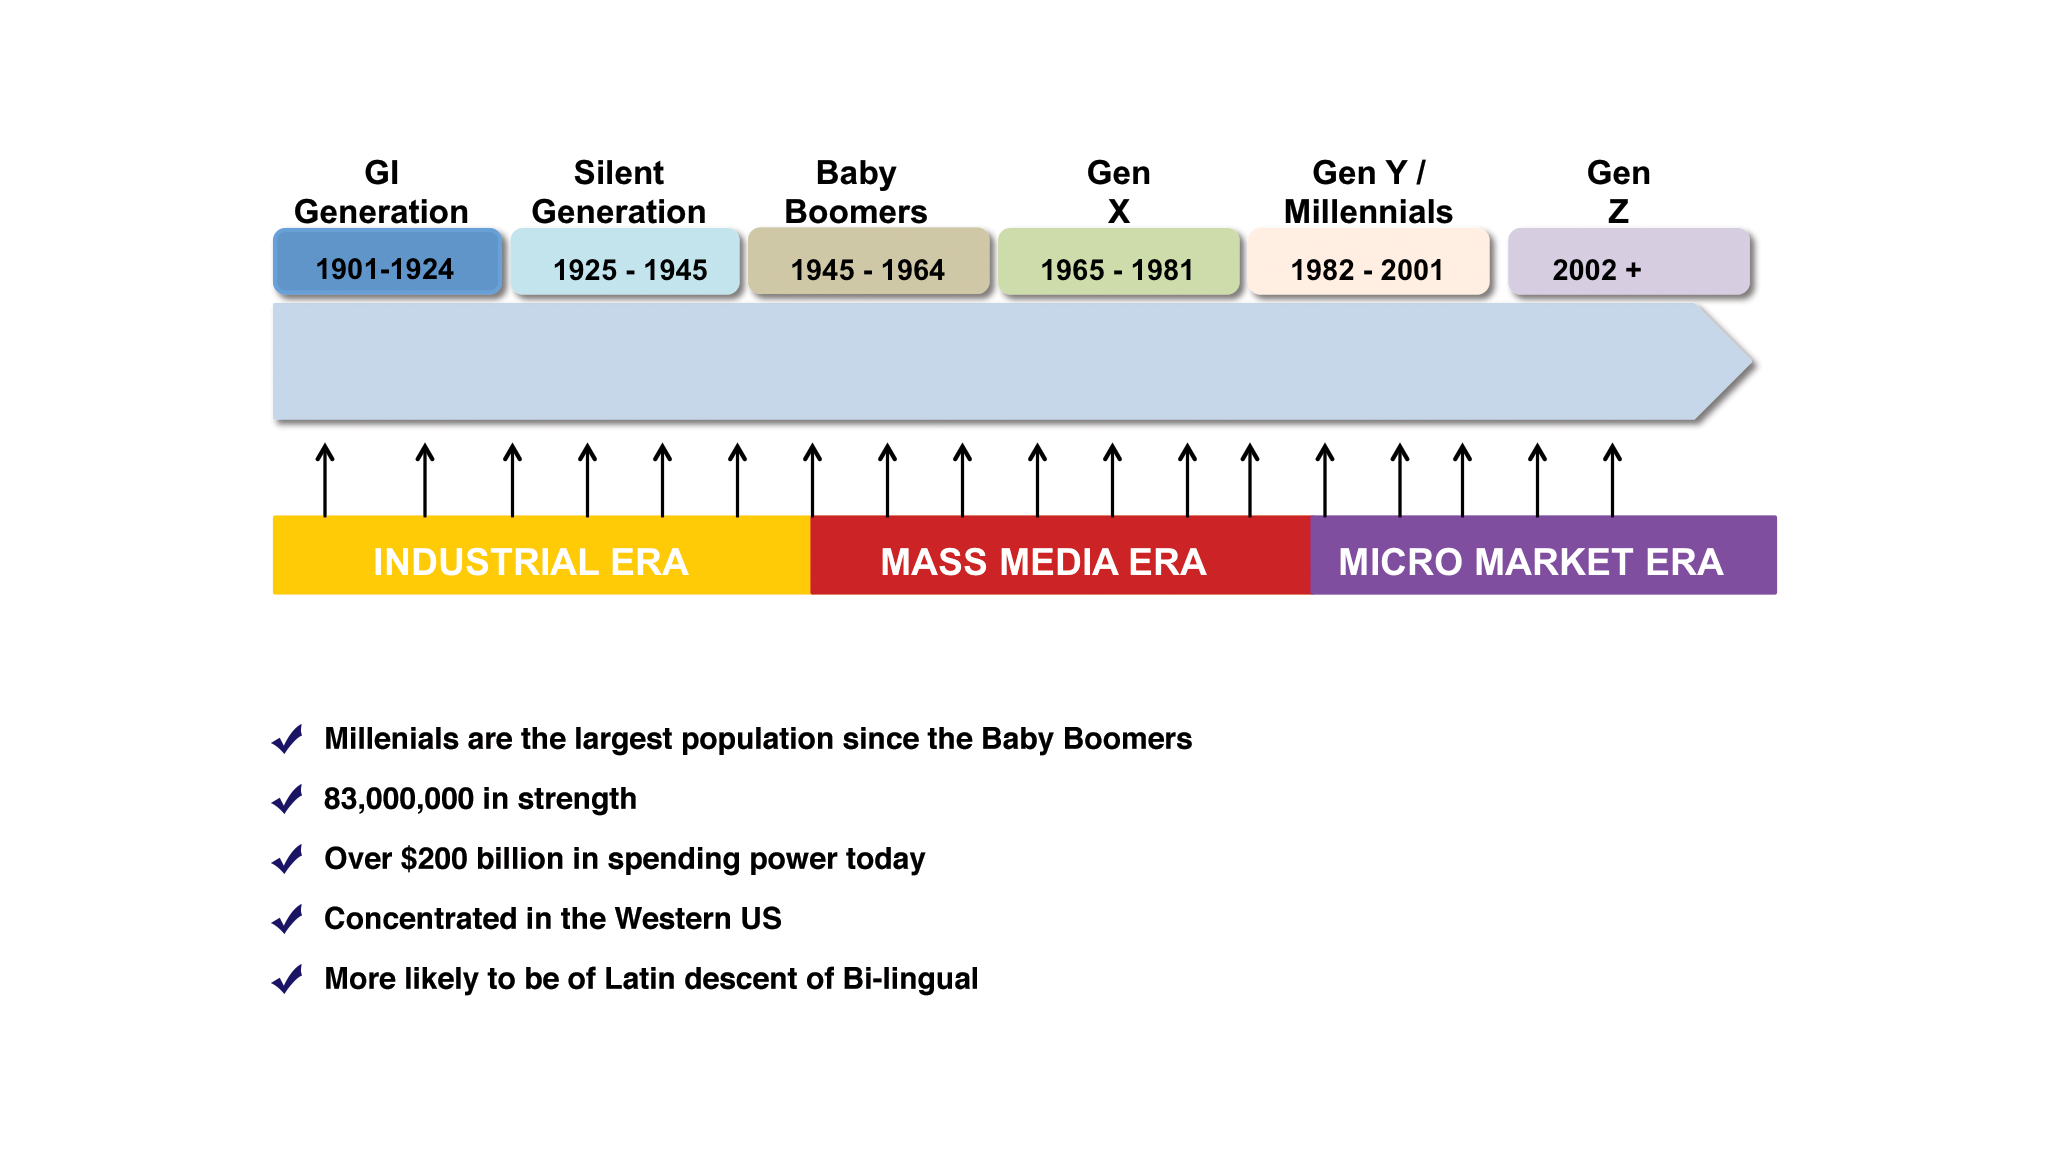 GI
Generation
Silent
Generation
Baby
Boomers
Gen
X
Gen Y /
Millennials
Gen
Z
1901-1924
1925 - 1945
1945 - 1964
1965 - 1981
1982 - 2001
2002 +
INDUSTRIAL ERA
MASS MEDIA ERA
MICRO MARKET ERA
Millenials are the largest population since the Baby Boomers
83,000,000 in strength
Over $200 billion in spending power today
Concentrated in the Western US
More likely to be of Latin descent of Bi-lingual